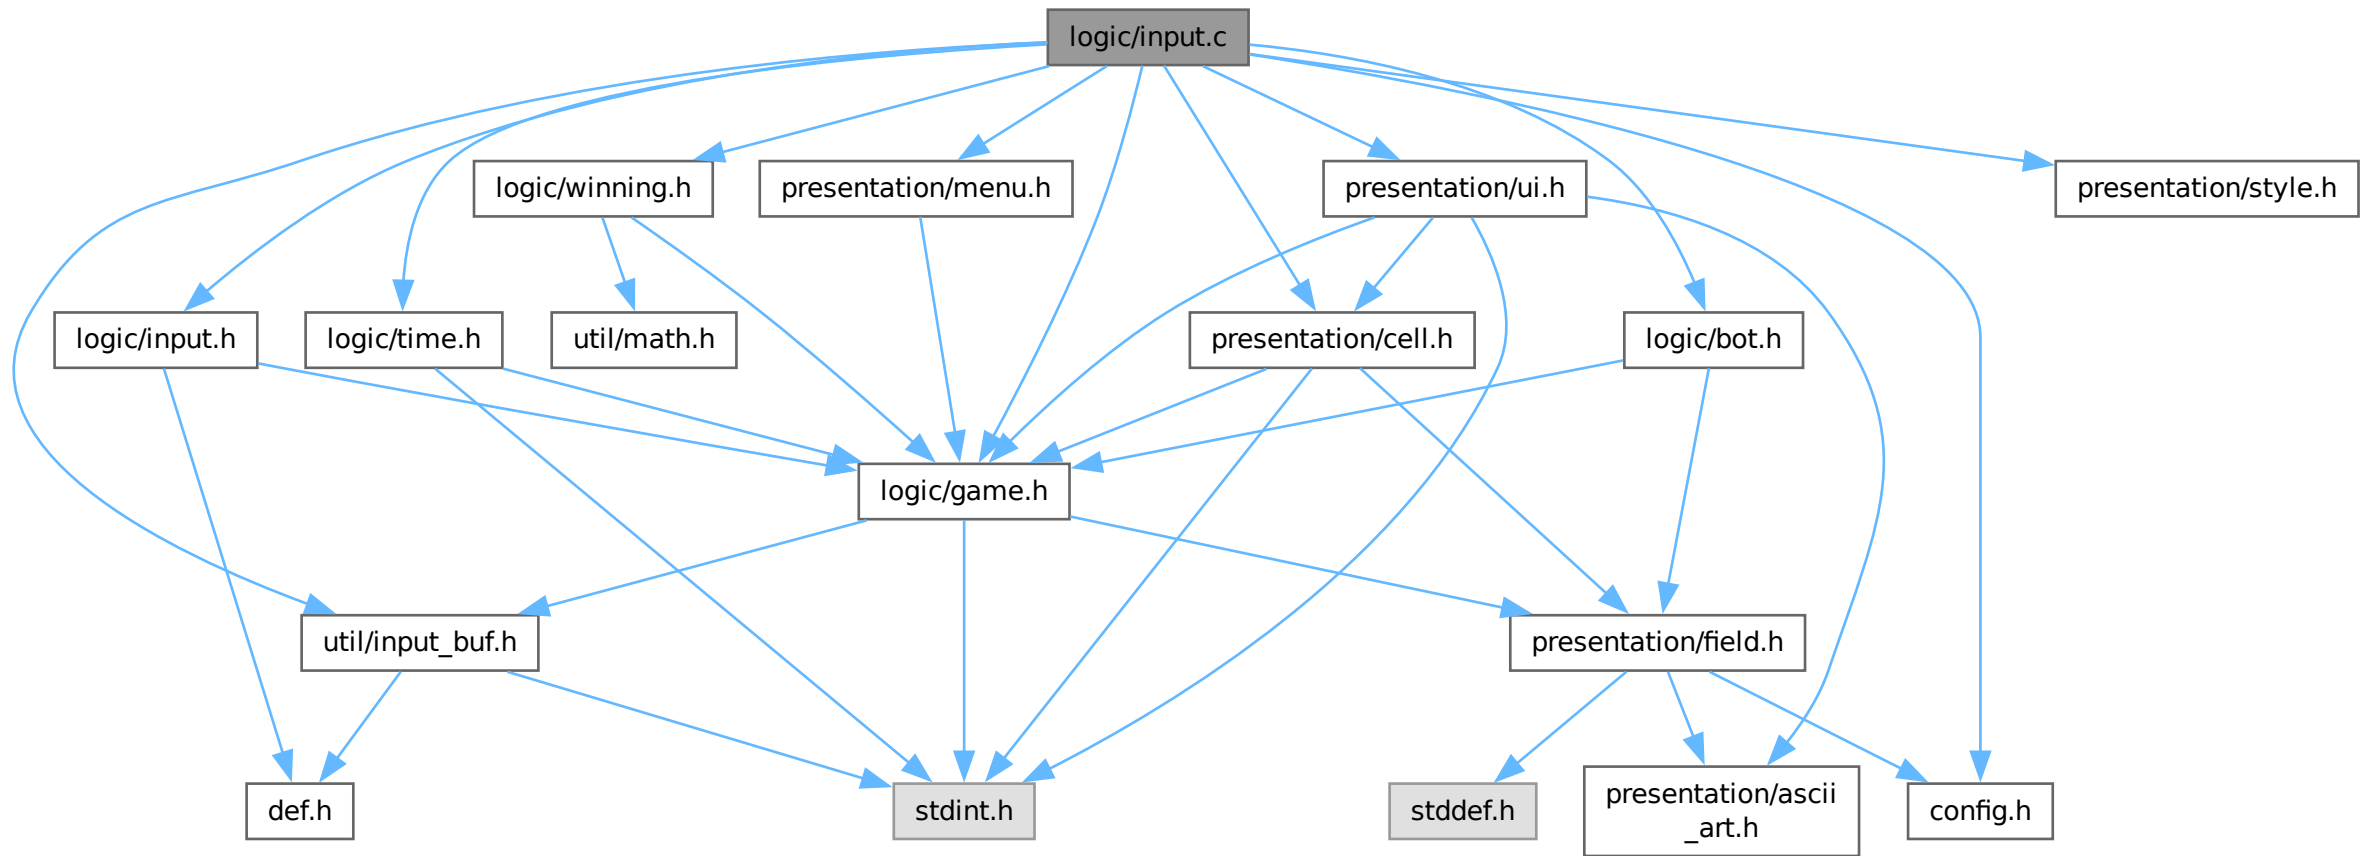 logic/input.c
logic/winning.h
presentation/menu.h
presentation/ui.h
presentation/style.h
logic/input.h
logic/time.h
util/math.h
presentation/cell.h
logic/bot.h
logic/game.h
util/input_buf.h
presentation/field.h
def.h
stdint.h
stddef.h
presentation/ascii
_art.h
config.h